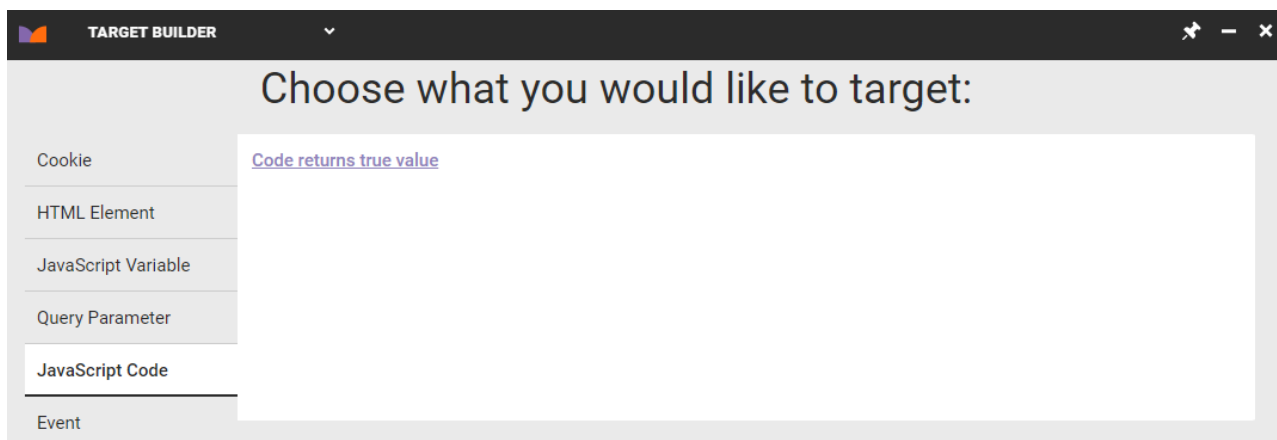 TARGET BUILDER
Choose what you would like to target:
Cookie
HTML Element
JavaScript Variable
Query Parameter
JavaScript Code
Event
Code returns true value